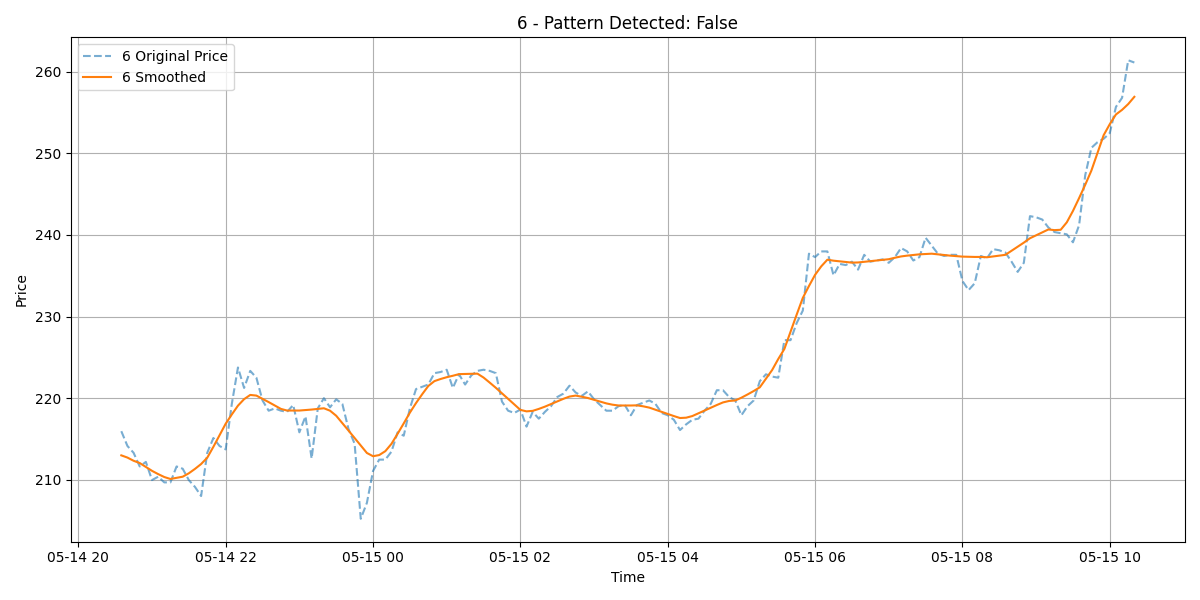 6 - Pattern Detected: False
6 Original Price
6 Smoothed
Price
260
250
240
230
220
210
05-14 20
05-14 22
05-15 00
05-15 02
05-15 04
05-15 06
05-15 08
05-15 10
Time